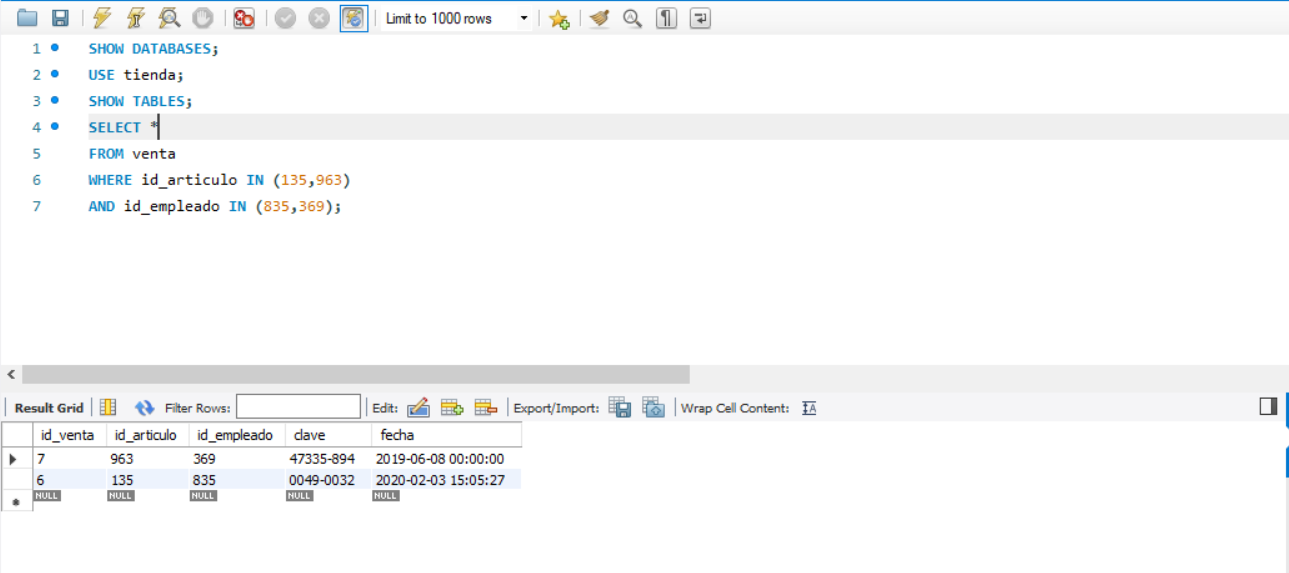 Limit to 1000 rows
1 SHOW DATABASES;
2 USE tienda;
3 SHOW TABLES;
4 SELECT *
5 FROM venta
6 WHERE id_articulo IN (135,963)
7 AND id_empleado IN (835,369);
Result Grid Filter Rows: Edit: Export/Import: Wrap Cell Content: IA
id_venta id_articulo id_empleado clave fecha
7 963 369 47335-894 2019-06-08 00:00:00
6 135 835 0049-0032 2020-02-03 15:05:27
NULL NULL NULL NULL NULL